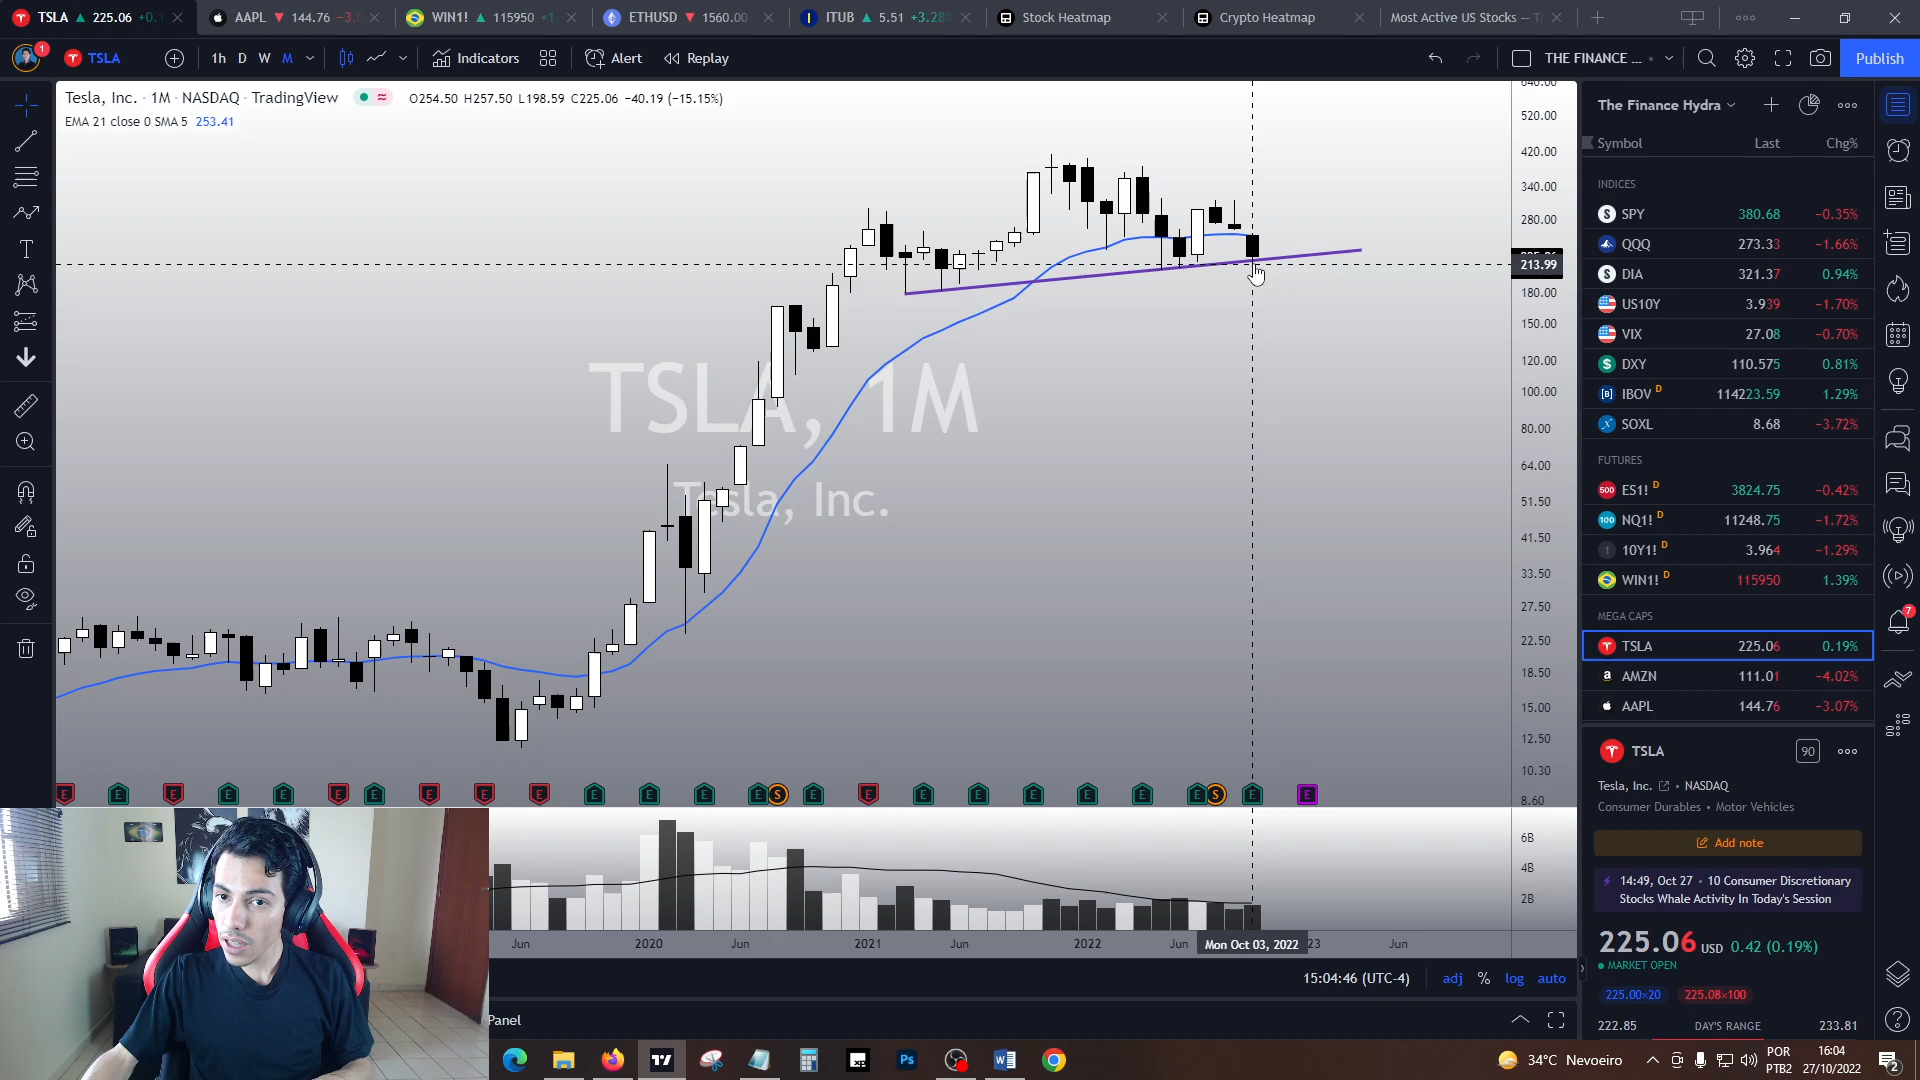 TSLA ▲ 225.06 +0.1
AAPL ▼ 144.76 −3.0
WIN1! ▲ 115950 +1
ETHUSD ▼ 1560.00
ITUB ▲ 5.51 +3.28
Stock Heatmap
Crypto Heatmap
Most Active US Stocks — T
1
TSLA
1h D W M
Indicators
Alert
Replay
THE FINANCE ...
Publish
Tesla, Inc. · 1M · NASDAQ · TradingView
O254.50 H257.50 L198.59 C225.06 −40.19 (−15.15%)
EMA 21 close 0 SMA 5 253.41
TSLA, 1M
Tesla, Inc.
640.00
520.00
420.00
340.00
280.00
213.99
180.00
150.00
120.00
100.00
80.00
64.00
51.50
41.50
33.50
27.50
22.50
18.50
15.00
12.50
10.30
8.60
6B
4B
2B
Jun 2020 Jun 2021 Jun 2022 Jun Mon Oct 03, 2022 23 Jun
15:04:46 (UTC-4) adj % log auto
Panel
The Finance Hydra
Symbol Last Chg%
INDICES
SPY 380.68 −0.35%
QQQ 273.33 −1.66%
DIA 321.37 0.94%
US10Y 3.939 −1.70%
VIX 27.08 −0.70%
DXY 110.575 0.81%
IBOV D 114223.59 1.29%
SOXL 8.68 −3.72%
FUTURES
ES1! D 3824.75 −0.42%
NQ1! D 11248.75 −1.72%
10Y1! D 3.964 −1.29%
WIN1! D 115950 1.39%
MEGA CAPS
TSLA 225.06 0.19%
AMZN 111.01 −4.02%
AAPL 144.76 −3.07%
TSLA 90
Tesla, Inc. • NASDAQ
Consumer Durables • Motor Vehicles
Add note
14:49, Oct 27 • 10 Consumer Discretionary
Stocks Whale Activity In Today's Session
225.06 USD 0.42 (0.19%)
MARKET OPEN
225.00×20 225.08×100
222.85 DAY'S RANGE 233.81
7
34°C Nevoeiro
POR
PTB2
16:04
27/10/2022
2